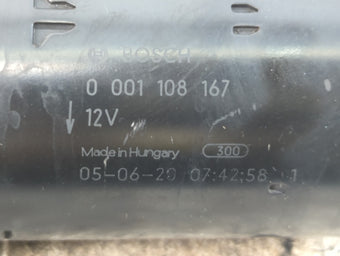 BOSCH
0 001 108 167
12V
Made in Hungary 300
05-06-20 07:42:58